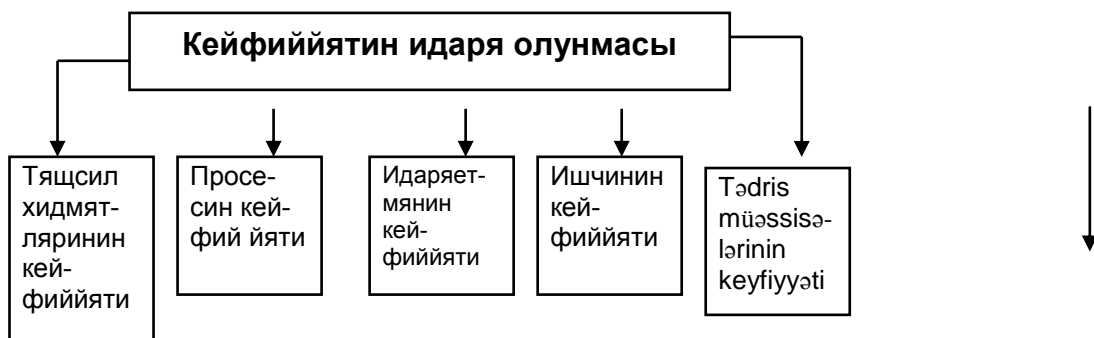 Кейфиййятин идаря олунмасы
Тящсил
хидмят-
ляринин
кей-
фиййяти
Просе-
син кей-
фий йяти
Идаряет-
мянин
кей-
фиййяти
Ишчинин
кей-
фиййяти
Tədris
müəssisə-
lərinin
keyfiyyəti